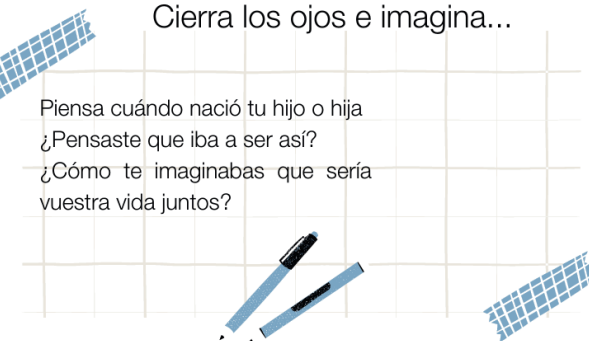 Cierra los ojos e imagina...
Piensa cuándo nació tu hijo o hija
¿Pensaste que iba a ser así?
¿Cómo te imaginabas que sería
vuestra vida juntos?